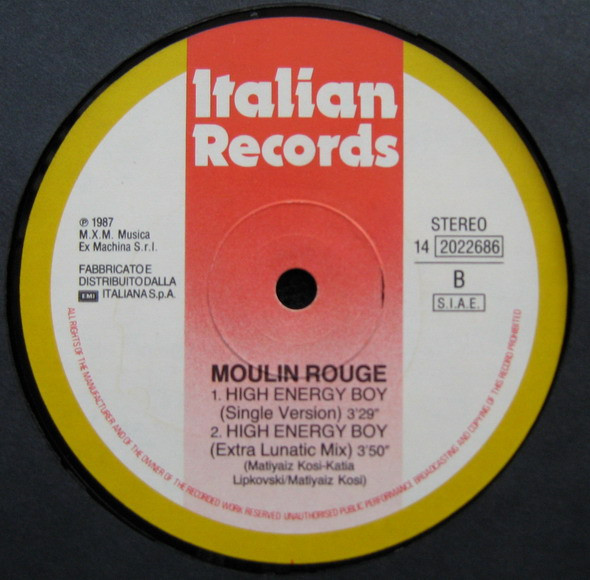 Italian
Records
℗ 1987
M.X.M. Musica
Ex Machina S.r.l.
FABBRICATO E
DISTRIBUITO DALLA
EMI ITALIANA S.p.A.
STEREO
14 2022686
B
S.I.A.E.
MOULIN ROUGE
1. HIGH ENERGY BOY
(Single Version) 3'29"
2. HIGH ENERGY BOY
(Extra Lunatic Mix) 3'50"
(Matiyaiz Kosi-Katia
Lipkovski/Matiyaiz Kosi)
ALL RIGHTS OF THE MANUFACTURER AND OF THE OWNER OF THE RECORDED WORK RESERVED UNAUTHORISED PUBLIC PERFORMANCE BROADCASTING AND COPYING OF THIS RECORD PROHIBITED